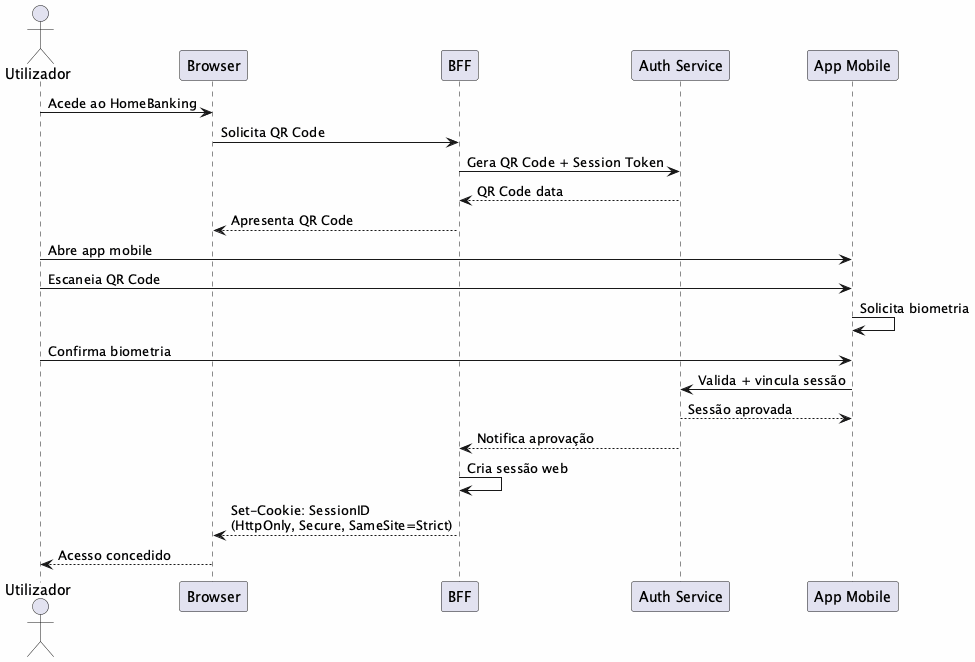 Utilizador
Browser
BFF
Auth Service
App Mobile
Acede ao HomeBanking
Solicita QR Code
Gera QR Code + Session Token
QR Code data
Apresenta QR Code
Abre app mobile
Escaneia QR Code
Solicita biometria
Confirma biometria
Valida + vincula sessão
Sessão aprovada
Notifica aprovação
Cria sessão web
Set-Cookie: SessionID
(HttpOnly, Secure, SameSite=Strict)
Acesso concedido
Utilizador
Browser
BFF
Auth Service
App Mobile